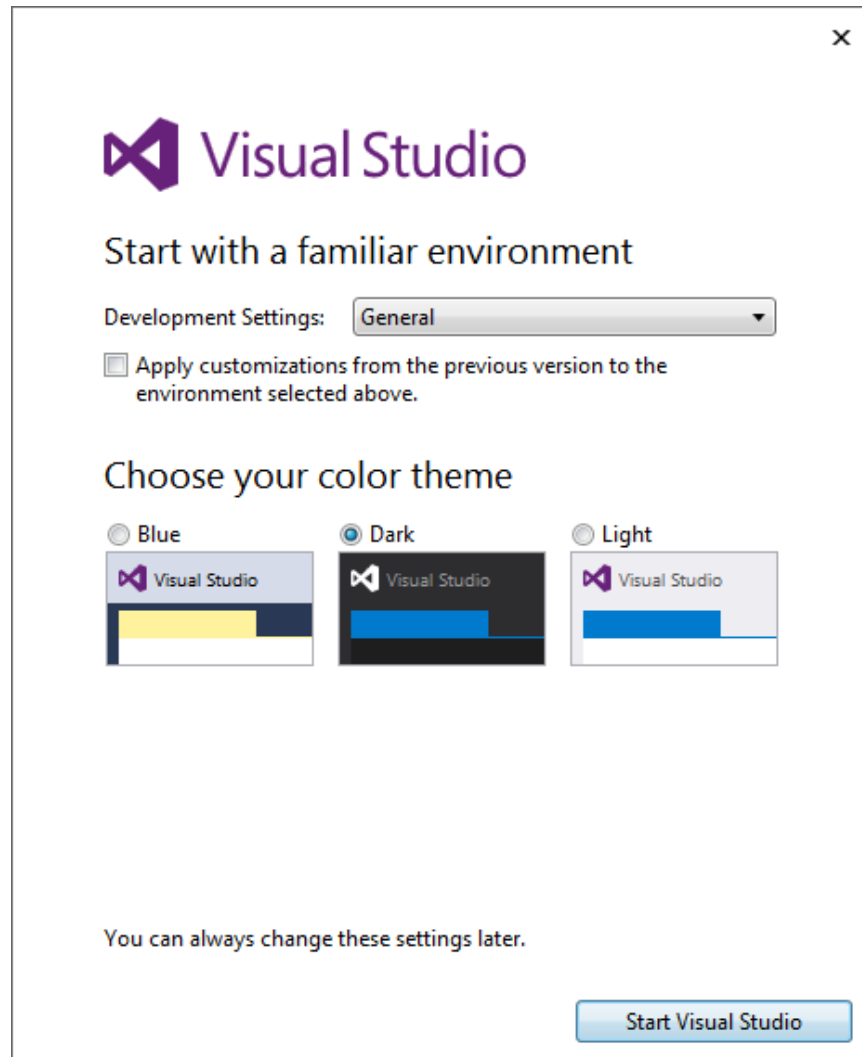 Visual Studio
Start with a familiar environment
Development Settings: General
Apply customizations from the previous version to the
environment selected above.
Choose your color theme
Blue Dark Light
Visual Studio Visual Studio Visual Studio
You can always change these settings later.
Start Visual Studio